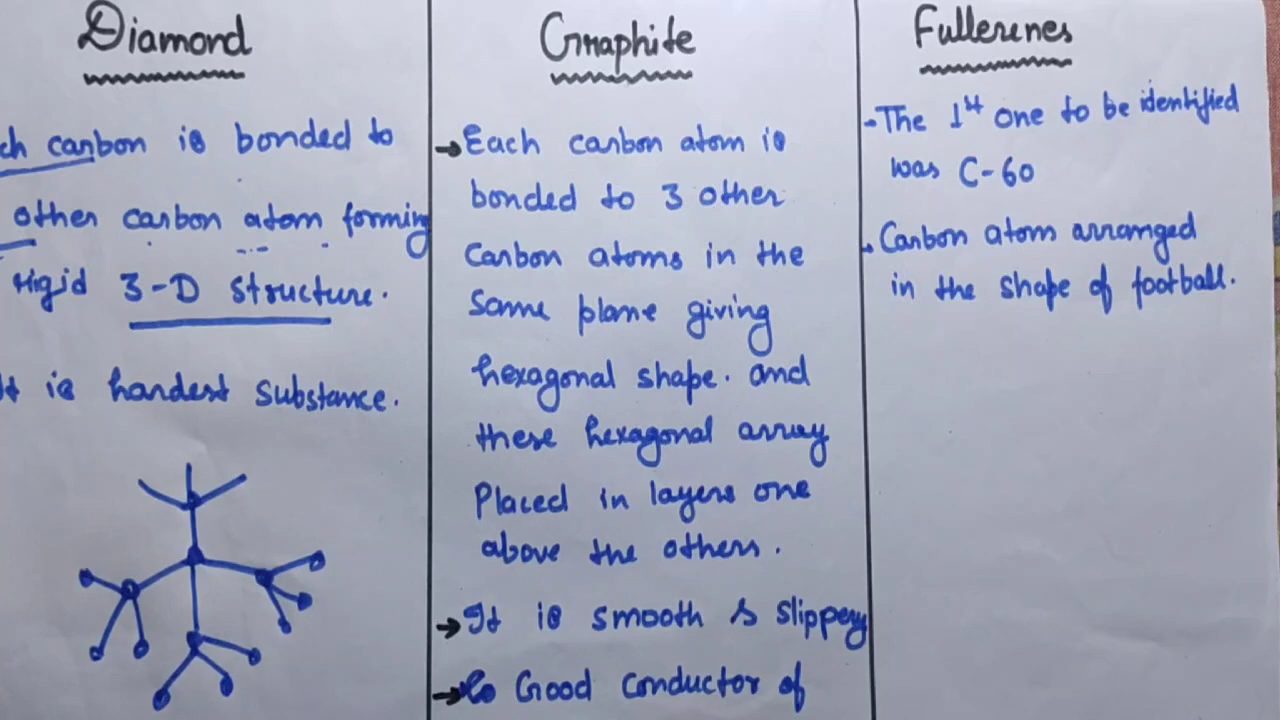 Diamond
ch carbon is bonded to
other carbon atom forming
rigid 3-D structure.
It is hardest substance.
Graphite
→ Each carbon atom is
bonded to 3 other
carbon atoms in the
same plane giving
hexagonal shape. and
these hexagonal array
Placed in layers one
above the others.
→ It is smooth & slippery
→ Good conductor of
Fullerenes
- The 1st one to be identified
was C-60
- Carbon atom arranged
in the shape of football.